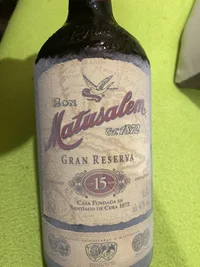 RON
Matusalem
Est. 1872
GRAN RESERVA
15
CASA FUNDADA EN
SANTIAGO DE CUBA 1872